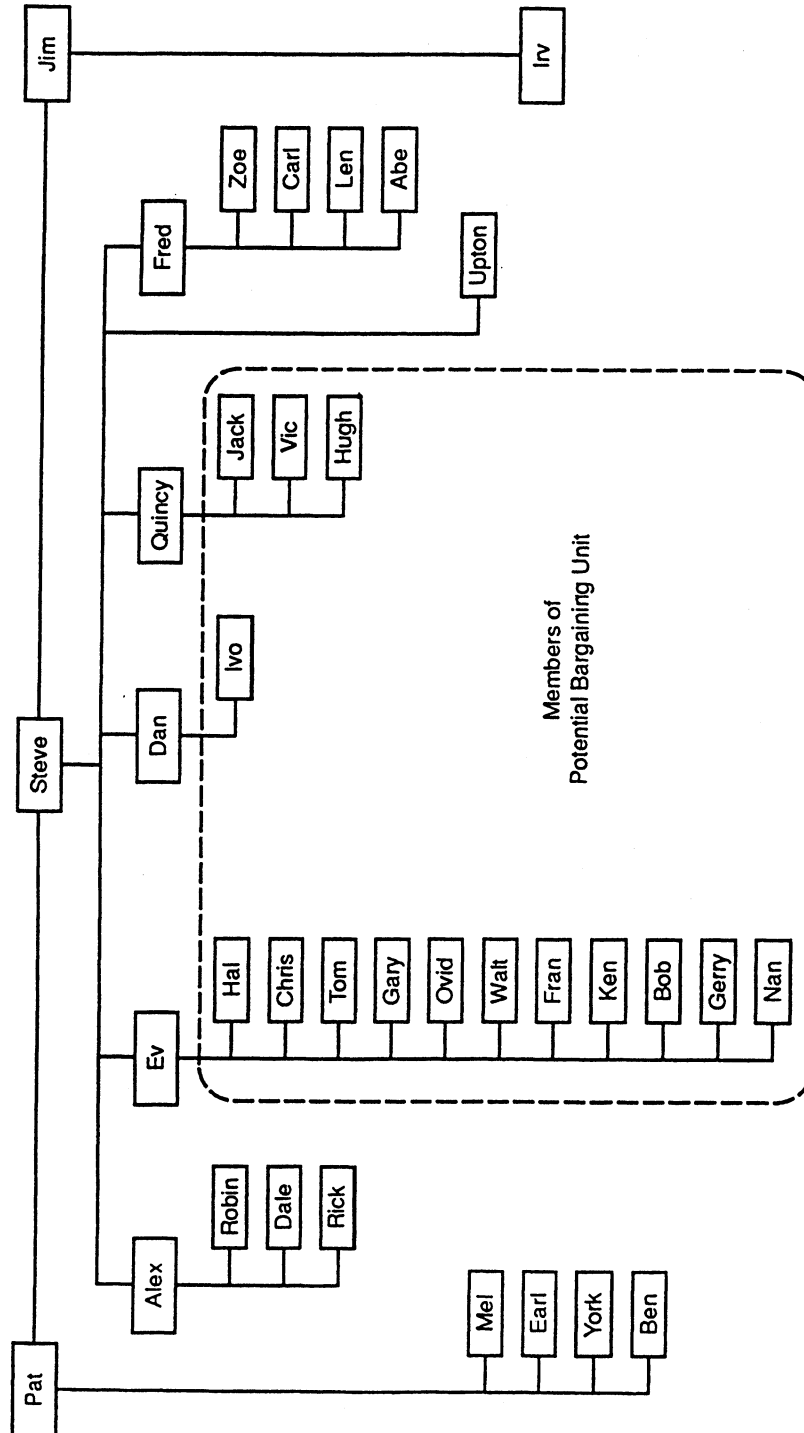 Pat
Steve
Jim
Alex
Ev
Dan
Quincy
Fred
Robin
Dale
Rick
Hal
Chris
Tom
Gary
Ovid
Walt
Fran
Ken
Bob
Gerry
Nan
Ivo
Jack
Vic
Hugh
Zoe
Carl
Len
Abe
Upton
Mel
Earl
York
Ben
Irv
Members of
Potential Bargaining Unit